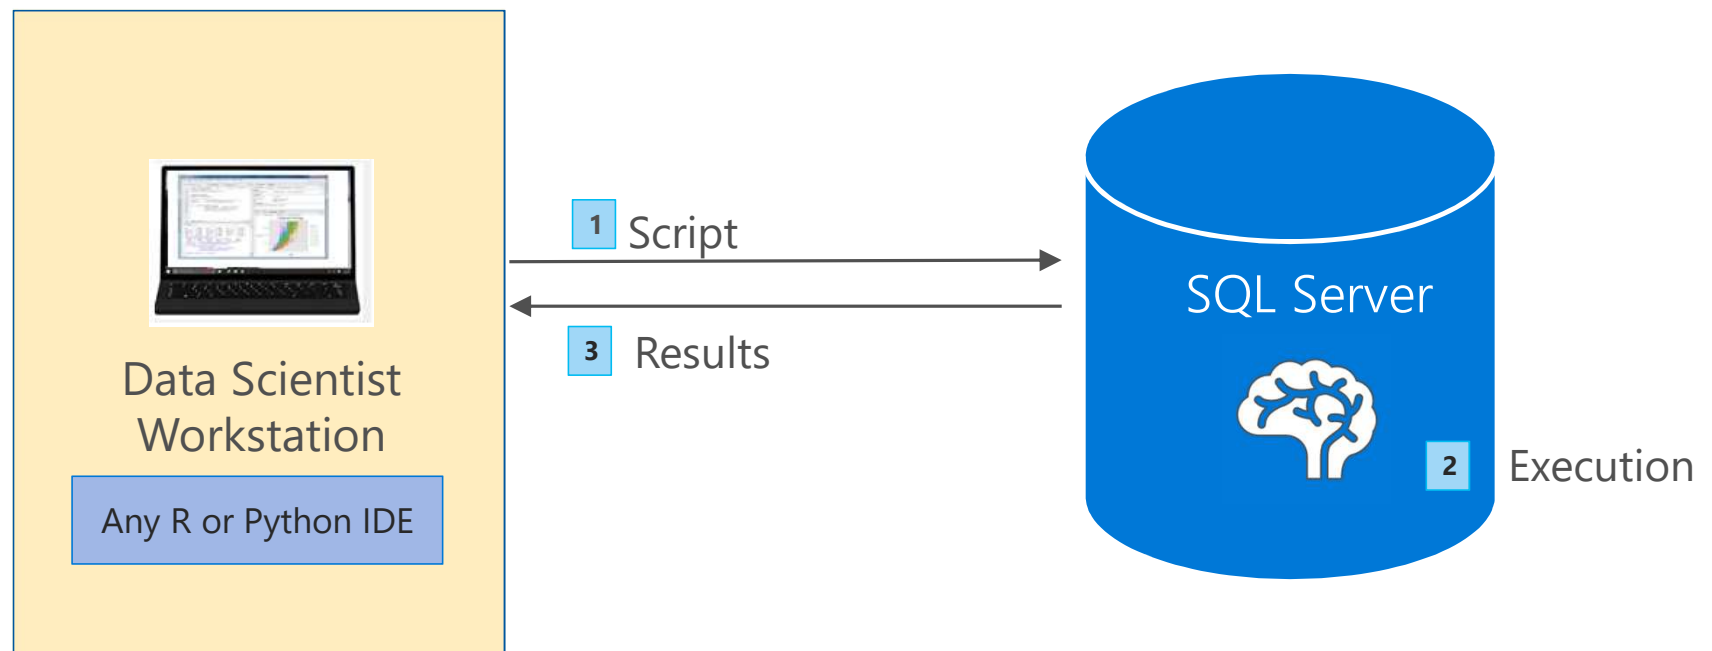 Data Scientist
Workstation
Any R or Python IDE
1 Script
3 Results
SQL Server
2 Execution